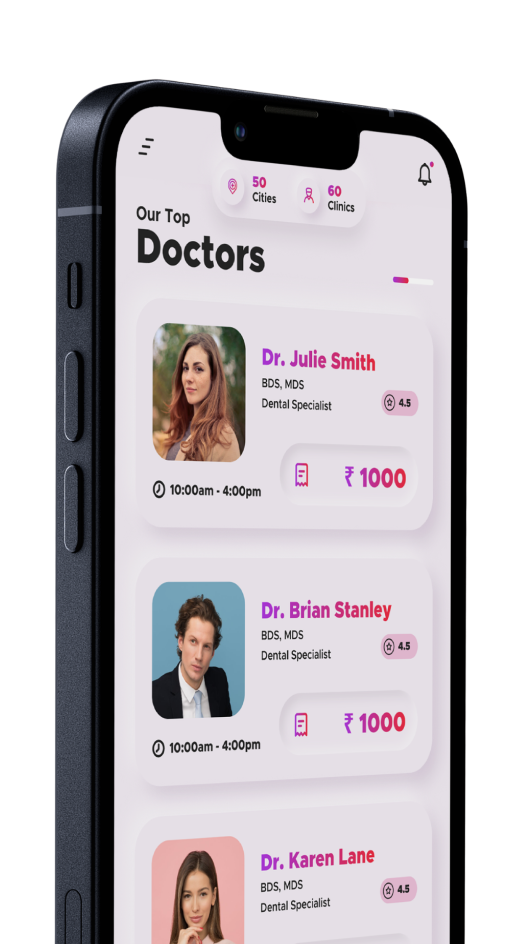 50
Cities
60
Clinics
Our Top
Doctors
Dr. Julie Smith
BDS, MDS
Dental Specialist
4.5
10:00am - 4:00pm
₹ 1000
Dr. Brian Stanley
BDS, MDS
Dental Specialist
4.5
10:00am - 4:00pm
₹ 1000
Dr. Karen Lane
BDS, MDS
Dental Specialist
4.5